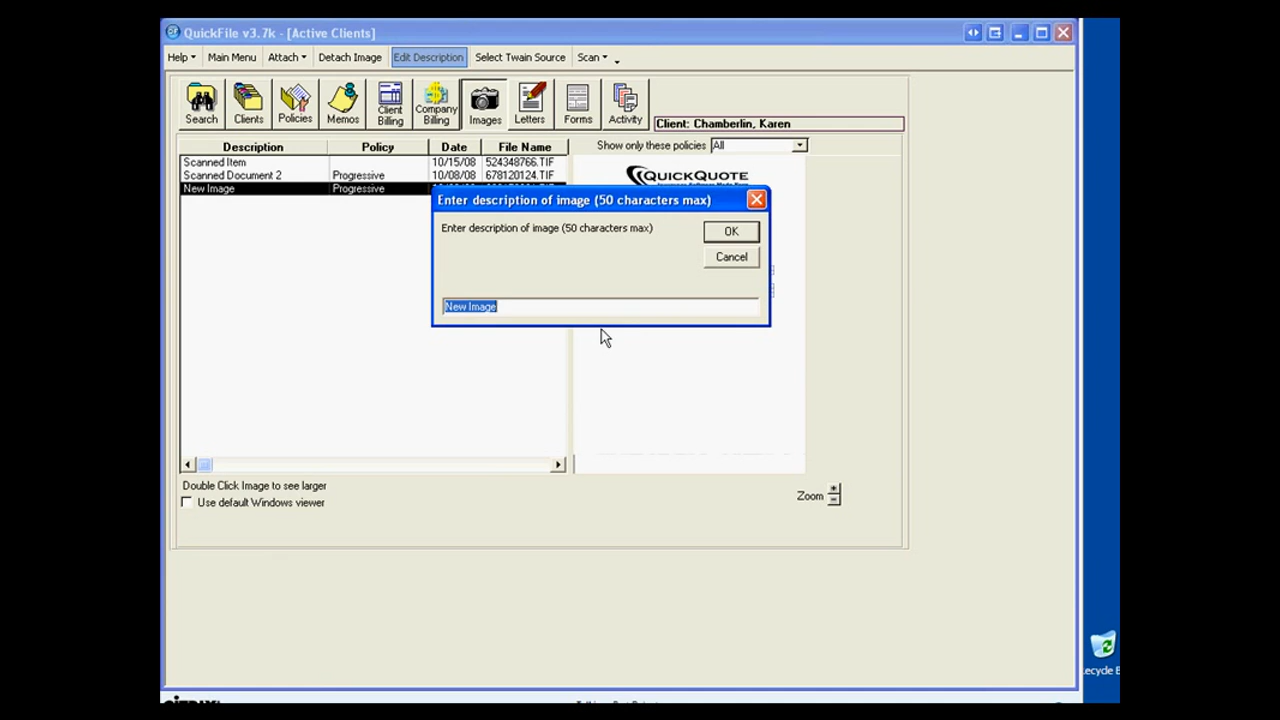 QuickFile v3.7k - [Active Clients]
Help Main Menu Attach Detach Image Edit Description Select Twain Source Scan
Search Clients Policies Memos Client Billing Company Billing Images Letters Forms Activity
Client: Chamberlin, Karen
Description Policy Date File Name
Show only these policies All
Scanned Item 10/15/08 524348766.TIF
Scanned Document 2 Progressive 10/08/08 678120124.TIF
New Image Progressive
QUICKQUOTE
Enter description of image (50 characters max)
Enter description of image (50 characters max)
OK
Cancel
New Image
Double Click Image to see larger
Use default Windows viewer
Zoom